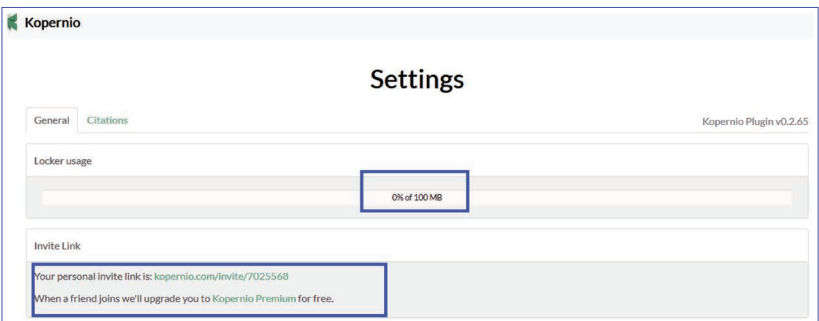 Kopernio
Settings
General Citations Kopernio Plugin v0.2.65
Locker usage
0% of 100 MB
Invite Link
Your personal invite link is: kopernio.com/invite/7025568
When a friend joins we'll upgrade you to Kopernio Premium for free.